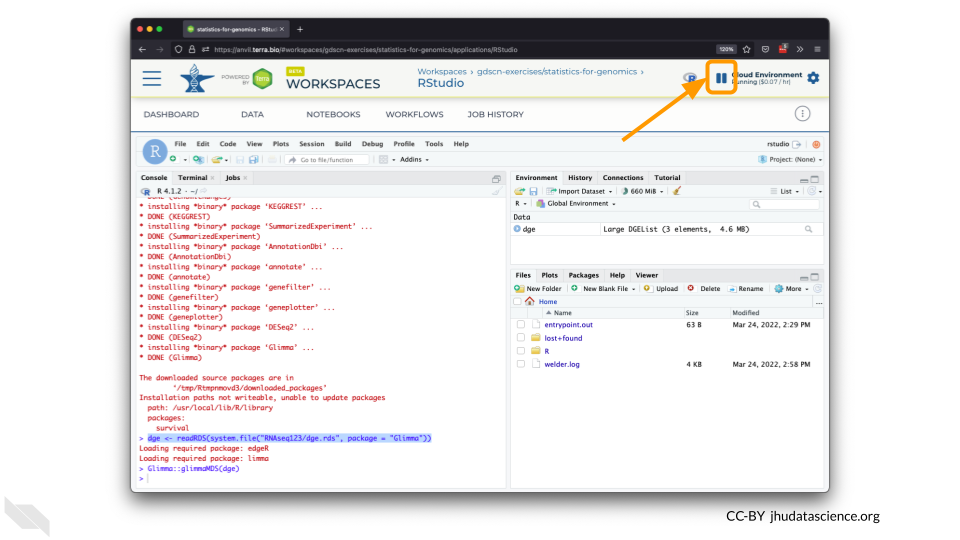 statistics-for-genomics - RStud ×
+
https://anvil.terra.bio/#workspaces/gdscn-exercises/statistics-for-genomics/applications/RStudio
120%
POWERED BY Terra
BETA
WORKSPACES
Workspaces › gdscn-exercises/statistics-for-genomics ›
RStudio
Cloud Environment
Running ($0.07 / hr)
DASHBOARD DATA NOTEBOOKS WORKFLOWS JOB HISTORY
File Edit Code View Plots Session Build Debug Profile Tools Help
rstudio
Go to file/function
Addins
Project: (None)
Console Terminal × Jobs ×
R 4.1.2 · ~/
* installing *binary* package 'KEGGREST' ...
* DONE (KEGGREST)
* installing *binary* package 'SummarizedExperiment' ...
* DONE (SummarizedExperiment)
* installing *binary* package 'AnnotationDbi' ...
* DONE (AnnotationDbi)
* installing *binary* package 'annotate' ...
* DONE (annotate)
* installing *binary* package 'genefilter' ...
* DONE (genefilter)
* installing *binary* package 'geneplotter' ...
* DONE (geneplotter)
* installing *binary* package 'DESeq2' ...
* DONE (DESeq2)
* installing *binary* package 'Glimma' ...
* DONE (Glimma)
The downloaded source packages are in
'/tmp/Rtmpnmovd3/downloaded_packages'
Installation paths not writeable, unable to update packages
path: /usr/local/lib/R/library
packages:
survival
> dge <- readRDS(system.file("RNAseq123/dge.rds", package = "Glimma"))
Loading required package: edgeR
Loading required package: limma
> Glimma::glimmaMDS(dge)
>
Environment History Connections Tutorial
Import Dataset 660 MiB List
R Global Environment
Data
dge Large DGEList (3 elements, 4.6 MB)
Files Plots Packages Help Viewer
New Folder New Blank File Upload Delete Rename More
Home ...
Name Size Modified
entrypoint.out 63 B Mar 24, 2022, 2:29 PM
lost+found
R
welder.log 4 KB Mar 24, 2022, 2:58 PM
CC-BY jhudatascience.org